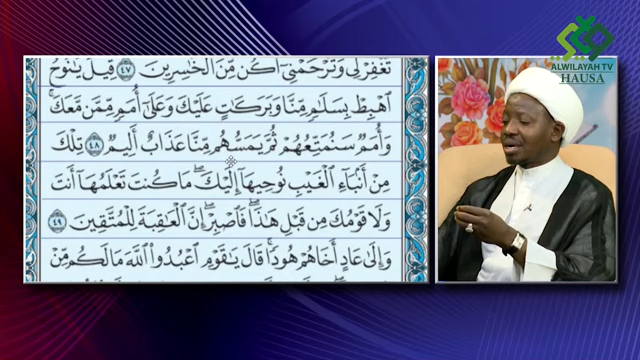 تَغْفِرْ لِي وَتَرْحَمْنِي أَكُن مِّنَ الْخَاسِرِينَ ٤٧ قِيلَ يَا نُوحُ
اهْبِطْ بِسَلَامٍ مِّنَّا وَبَرَكَاتٍ عَلَيْكَ وَعَلَىٰ أُمَمٍ مِّمَّن مَّعَكَ
وَأُمَمٌ سَنُمَتِّعُهُمْ ثُمَّ يَمَسُّهُم مِّنَّا عَذَابٌ أَلِيمٌ ٤٨ تِلْكَ
مِنْ أَنبَاءِ الْغَيْبِ نُوحِيهَا إِلَيْكَ مَا كُنتَ تَعْلَمُهَا أَنتَ
وَلَا قَوْمُكَ مِن قَبْلِ هَٰذَا فَاصْبِرْ إِنَّ الْعَاقِبَةَ لِلْمُتَّقِينَ ٤٩
وَإِلَىٰ عَادٍ أَخَاهُمْ هُودًا قَالَ يَا قَوْمِ اعْبُدُوا اللَّهَ مَا لَكُم مِّنْ
ALWILAYAH TV
HAUSA